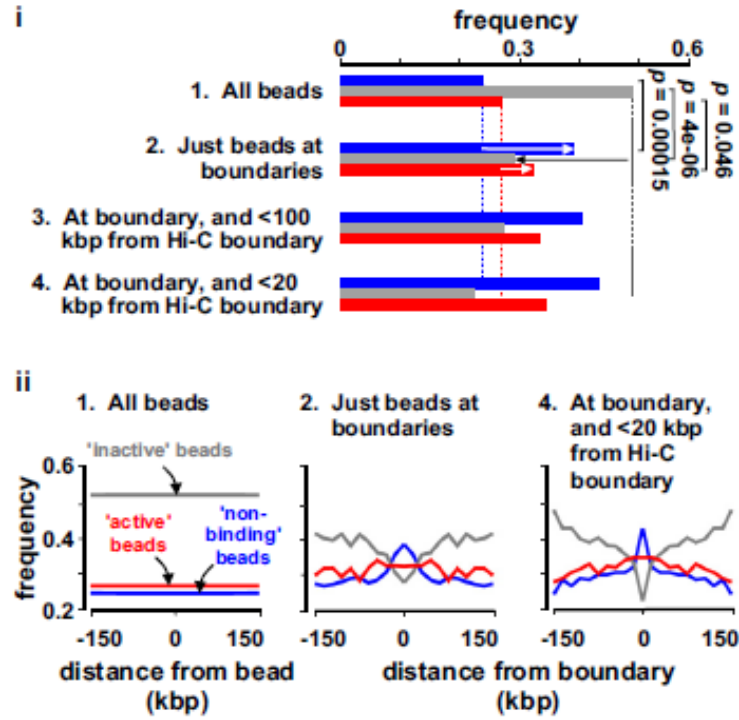 i
frequency
0 0.3 0.6
1. All beads
2. Just beads at
boundaries
3. At boundary, and <100
kbp from Hi-C boundary
4. At boundary, and <20
kbp from Hi-C boundary
p = 0.00015
p = 4e-06
p = 0.046
ii
1. All beads
2. Just beads at
boundaries
4. At boundary,
and <20 kbp
from Hi-C
boundary
'inactive' beads
'active'
beads
'non-
binding'
beads
frequency
0.6
0.4
0.2
-150 0 150
-150 0 150
-150 0 150
distance from bead
(kbp)
distance from boundary
(kbp)